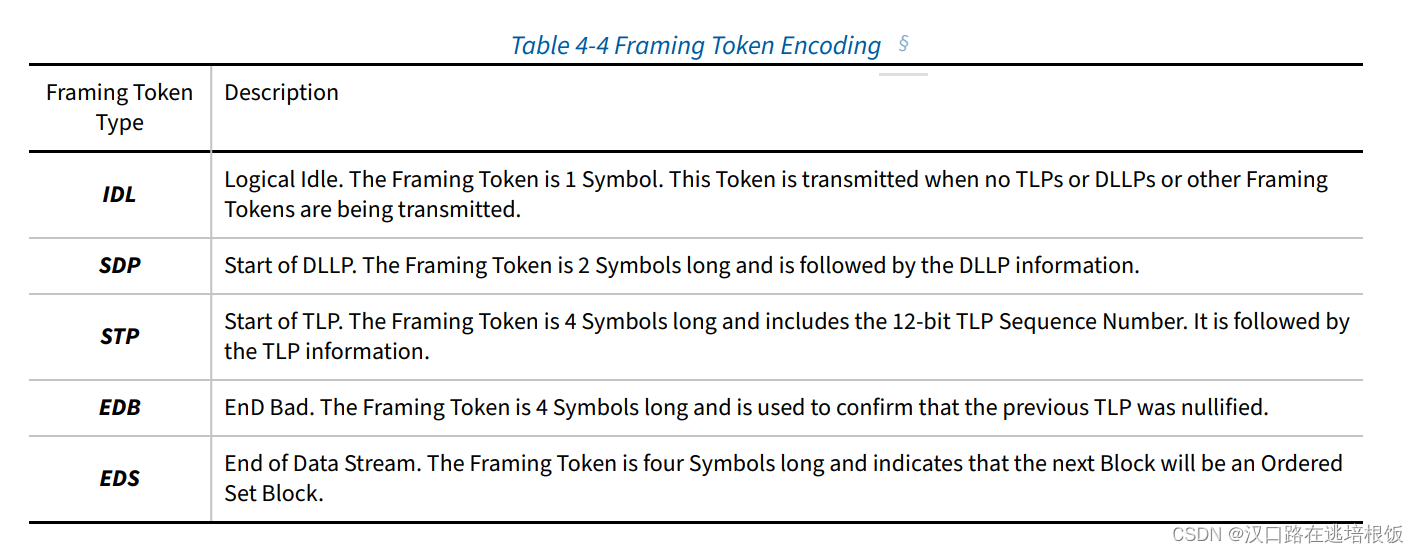 Table 4-4 Framing Token Encoding §
Framing Token
Type
Description
IDL
Logical Idle. The Framing Token is 1 Symbol. This Token is transmitted when no TLPs or DLLPs or other Framing
Tokens are being transmitted.
SDP
Start of DLLP. The Framing Token is 2 Symbols long and is followed by the DLLP information.
STP
Start of TLP. The Framing Token is 4 Symbols long and includes the 12-bit TLP Sequence Number. It is followed by
the TLP information.
EDB
EnD Bad. The Framing Token is 4 Symbols long and is used to confirm that the previous TLP was nullified.
EDS
End of Data Stream. The Framing Token is four Symbols long and indicates that the next Block will be an Ordered
Set Block.
CSDN @汉口路在逃培根饭